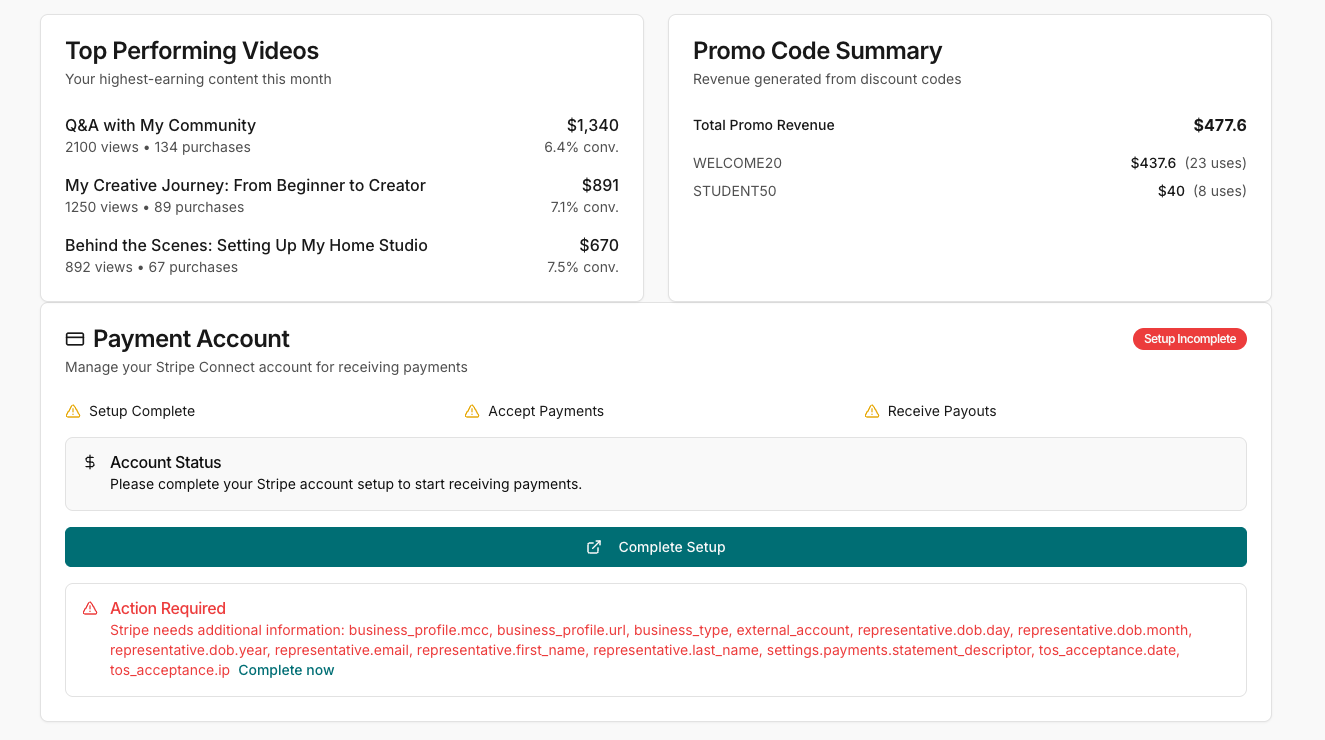 Top Performing Videos
Your highest-earning content this month
Q&A with My Community $1,340
2100 views • 134 purchases 6.4% conv.
My Creative Journey: From Beginner to Creator $891
1250 views • 89 purchases 7.1% conv.
Behind the Scenes: Setting Up My Home Studio $670
892 views • 67 purchases 7.5% conv.
Promo Code Summary
Revenue generated from discount codes
Total Promo Revenue $477.6
WELCOME20 $437.6 (23 uses)
STUDENT50 $40 (8 uses)
Payment Account Setup Incomplete
Manage your Stripe Connect account for receiving payments
Setup Complete Accept Payments Receive Payouts
Account Status
Please complete your Stripe account setup to start receiving payments.
Complete Setup
Action Required
Stripe needs additional information: business_profile.mcc, business_profile.url, business_type, external_account, representative.dob.day, representative.dob.month,
representative.dob.year, representative.email, representative.first_name, representative.last_name, settings.payments.statement_descriptor, tos_acceptance.date,
tos_acceptance.ip Complete now